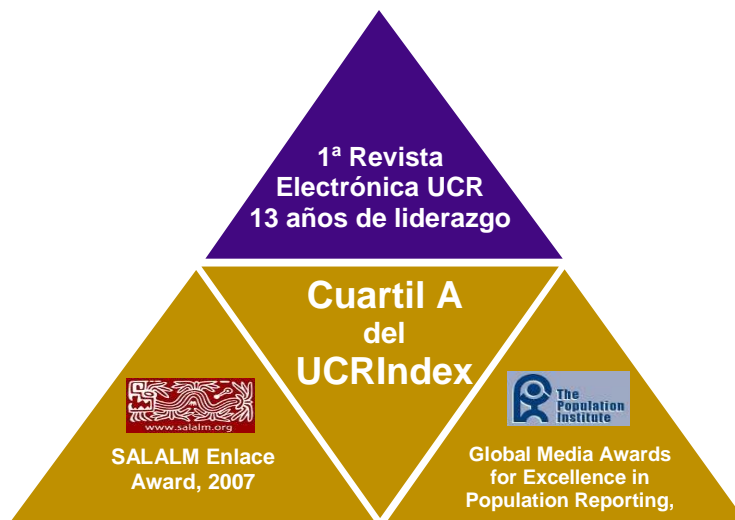 1ª Revista
Electrónica UCR
13 años de liderazgo
Cuartil A
del
UCRIndex
www.salalm.org
SALALM Enlace
Award, 2007
The
Population
Institute
Global Media Awards
for Excellence in
Population Reporting,